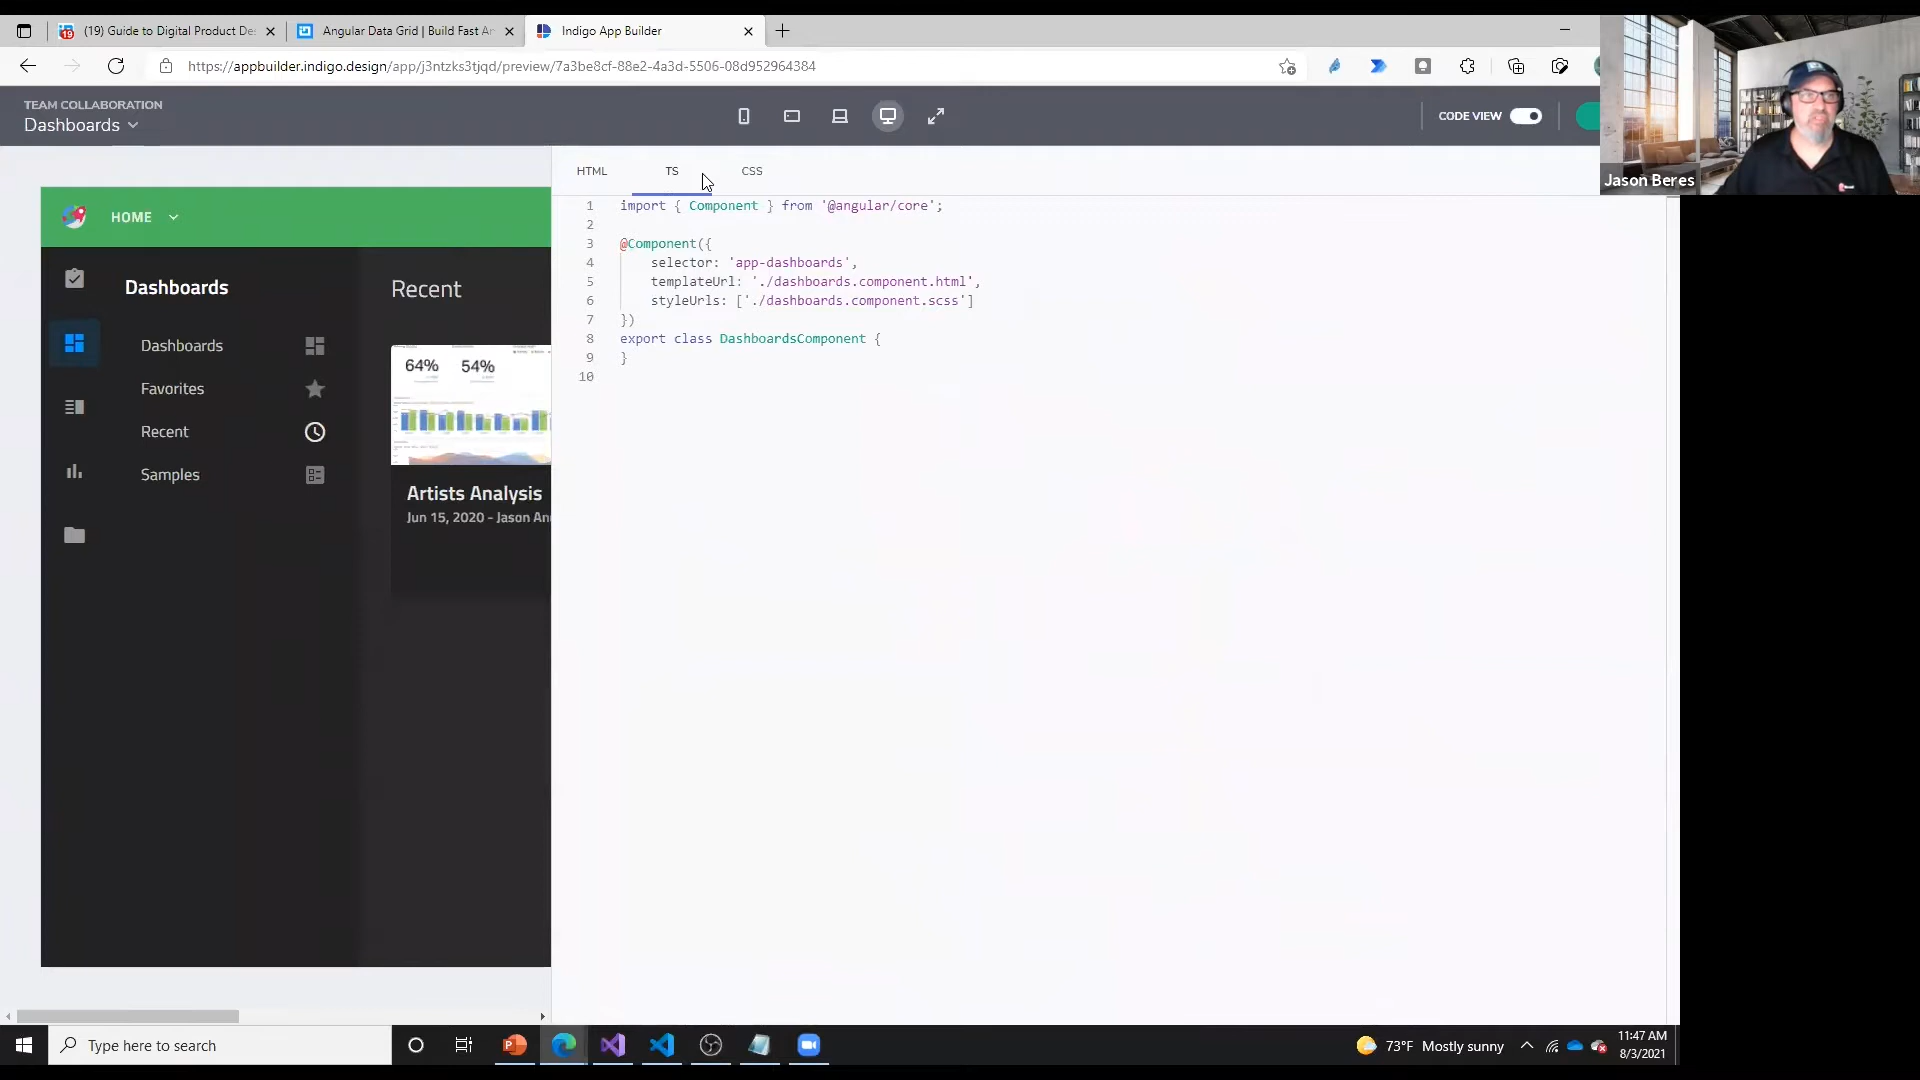 (19) Guide to Digital Product De
Angular Data Grid | Build Fast An
Indigo App Builder
https://appbuilder.indigo.design/app/j3ntzks3tjqd/preview/7a3be8cf-88e2-4a3d-5506-08d952964384
TEAM COLLABORATION
Dashboards
CODE VIEW
Jason Beres
HTML
TS
CSS
HOME
Dashboards
Dashboards
Favorites
Recent
Samples
Recent
64%
54%
Artists Analysis
Jun 15, 2020 - Jason An
1 import { Component } from '@angular/core';
2
3 @Component({
4 selector: 'app-dashboards',
5 templateUrl: './dashboards.component.html',
6 styleUrls: ['./dashboards.component.scss']
7 })
8 export class DashboardsComponent {
9 }
10
Type here to search
73°F Mostly sunny
11:47 AM
8/3/2021